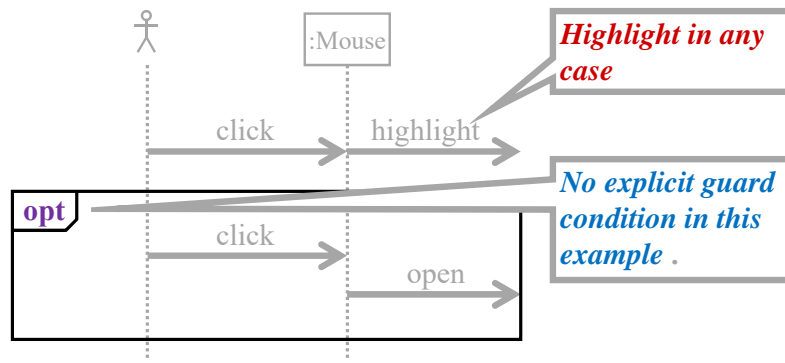 :Mouse
Highlight in any
case
click
highlight
opt
No explicit guard
condition in this
example .
click
open